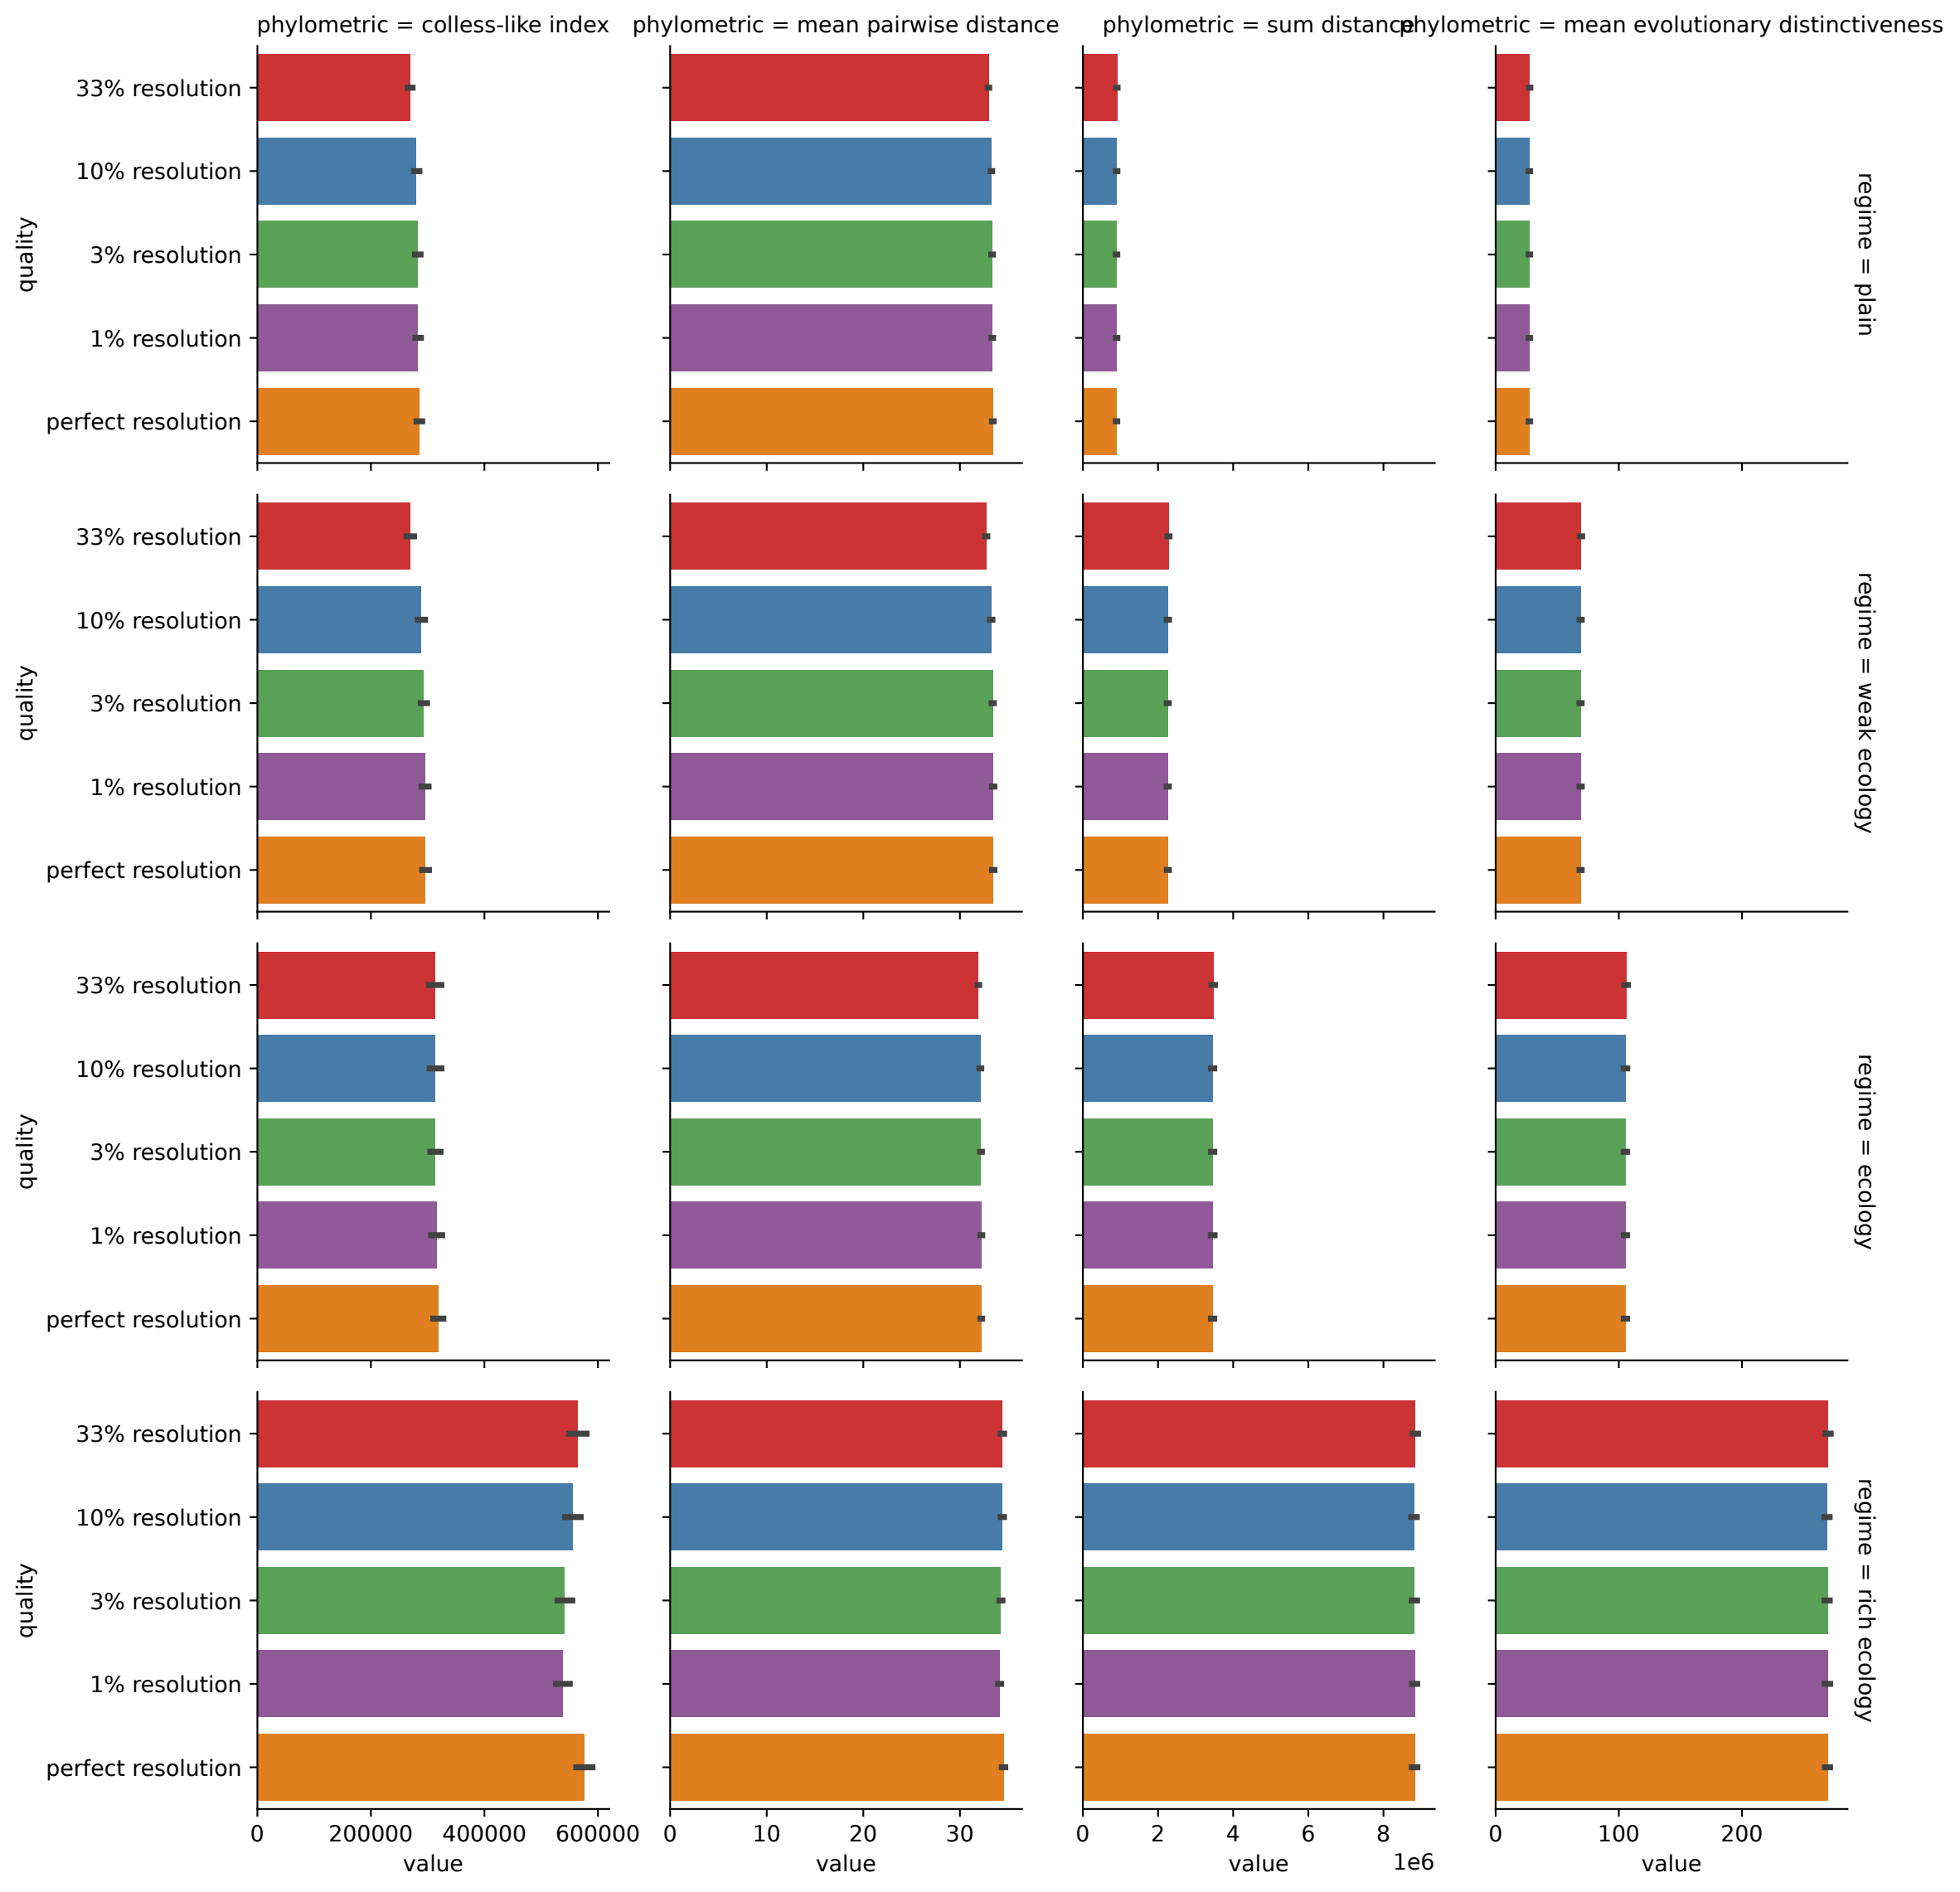 phylometric = colless-like index
phylometric = mean pairwise distance
phylometric = sum distance
phylometric = mean evolutionary distinctiveness
quality
33% resolution
10% resolution
3% resolution
1% resolution
perfect resolution
regime = plain
quality
33% resolution
10% resolution
3% resolution
1% resolution
perfect resolution
regime = weak ecology
quality
33% resolution
10% resolution
3% resolution
1% resolution
perfect resolution
regime = ecology
quality
33% resolution
10% resolution
3% resolution
1% resolution
perfect resolution
regime = rich ecology
0 200000 400000 600000
value
0 10 20 30
value
0 2 4 6 8
value
1e6
0 100 200
value